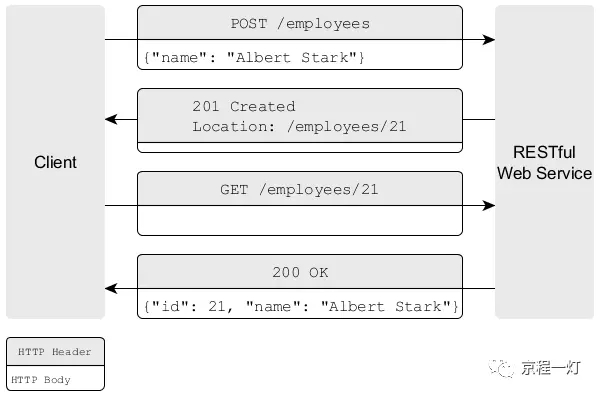 POST /employees
{"name": "Albert Stark"}
201 Created
Location: /employees/21
Client
RESTful
Web Service
GET /employees/21
200 OK
{"id": 21, "name": "Albert Stark"}
HTTP Header
HTTP Body
京程一灯